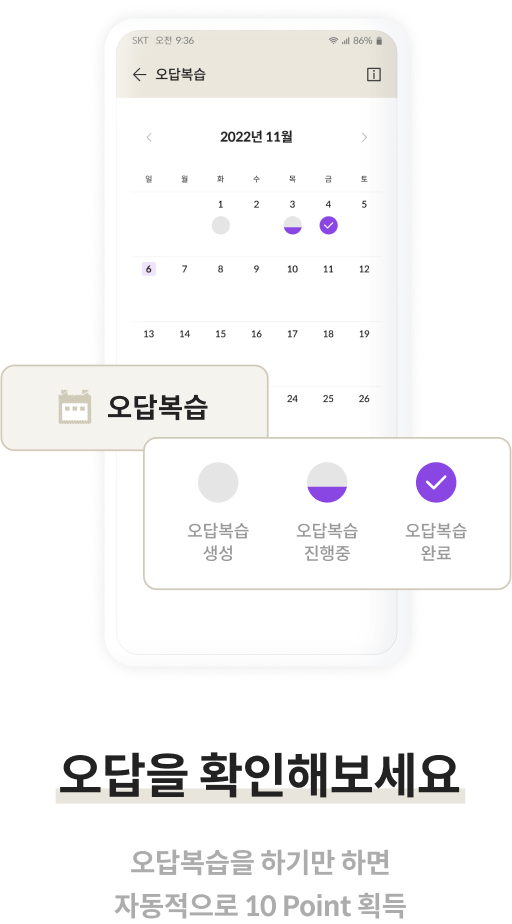 SKT 오전 9:36 86%
오답복습
2022년 11월
일 월 화 수 목 금 토
1 2 3 4 5
6 7 8 9 10 11 12
13 14 15 16 17 18 19
24 25 26
오답복습
오답복습 오답복습 오답복습
생성 진행중 완료
오답을 확인해보세요
오답복습을 하기만 하면
자동적으로 10 Point 획득